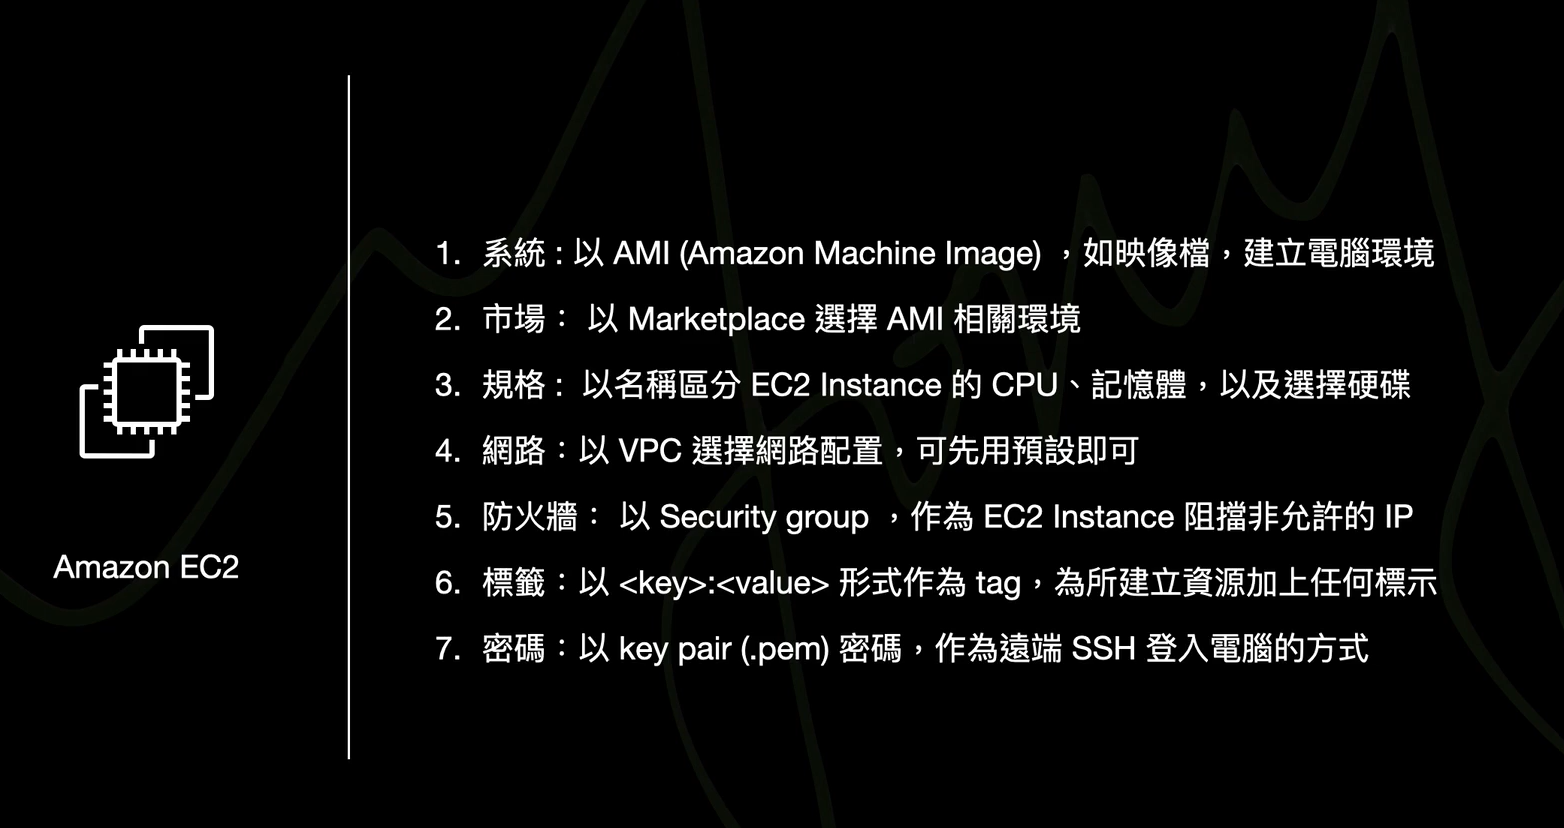 Amazon EC2
1. 系統 : 以 AMI (Amazon Machine Image) ，如映像檔，建立電腦環境
2. 市場： 以 Marketplace 選擇 AMI 相關環境
3. 規格 : 以名稱區分 EC2 Instance 的 CPU、記憶體，以及選擇硬碟
4. 網路：以 VPC 選擇網路配置，可先用預設即可
5. 防火牆： 以 Security group ，作為 EC2 Instance 阻擋非允許的 IP
6. 標籤：以 <key>:<value> 形式作為 tag，為所建立資源加上任何標示
7. 密碼：以 key pair (.pem) 密碼，作為遠端 SSH 登入電腦的方式